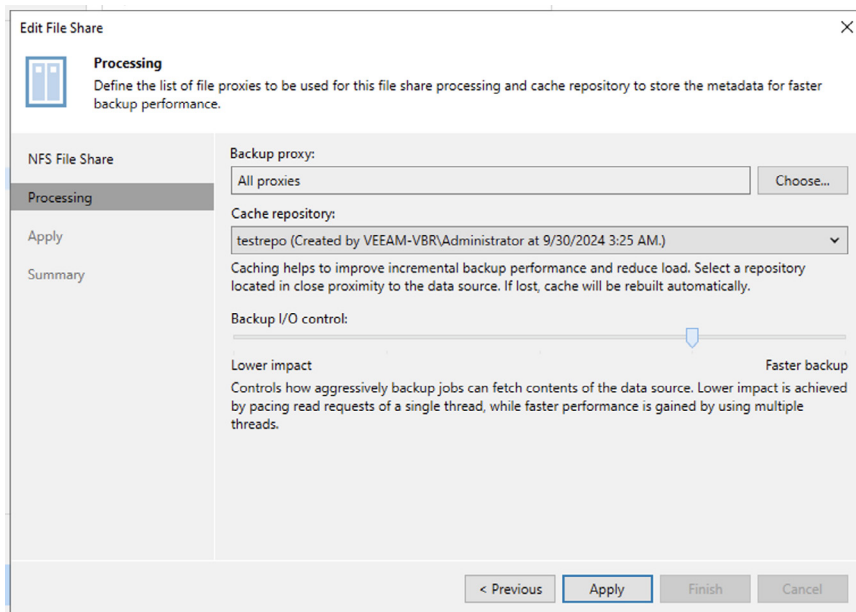 Edit File Share
Processing
Define the list of file proxies to be used for this file share processing and cache repository to store the metadata for faster
backup performance.
NFS File Share
Processing
Apply
Summary
Backup proxy:
All proxies
Choose...
Cache repository:
testrepo (Created by VEEAM-VBR\Administrator at 9/30/2024 3:25 AM.)
Caching helps to improve incremental backup performance and reduce load. Select a repository
located in close proximity to the data source. If lost, cache will be rebuilt automatically.
Backup I/O control:
Lower impact
Faster backup
Controls how aggressively backup jobs can fetch contents of the data source. Lower impact is achieved
by pacing read requests of a single thread, while faster performance is gained by using multiple
threads.
< Previous
Apply
Finish
Cancel